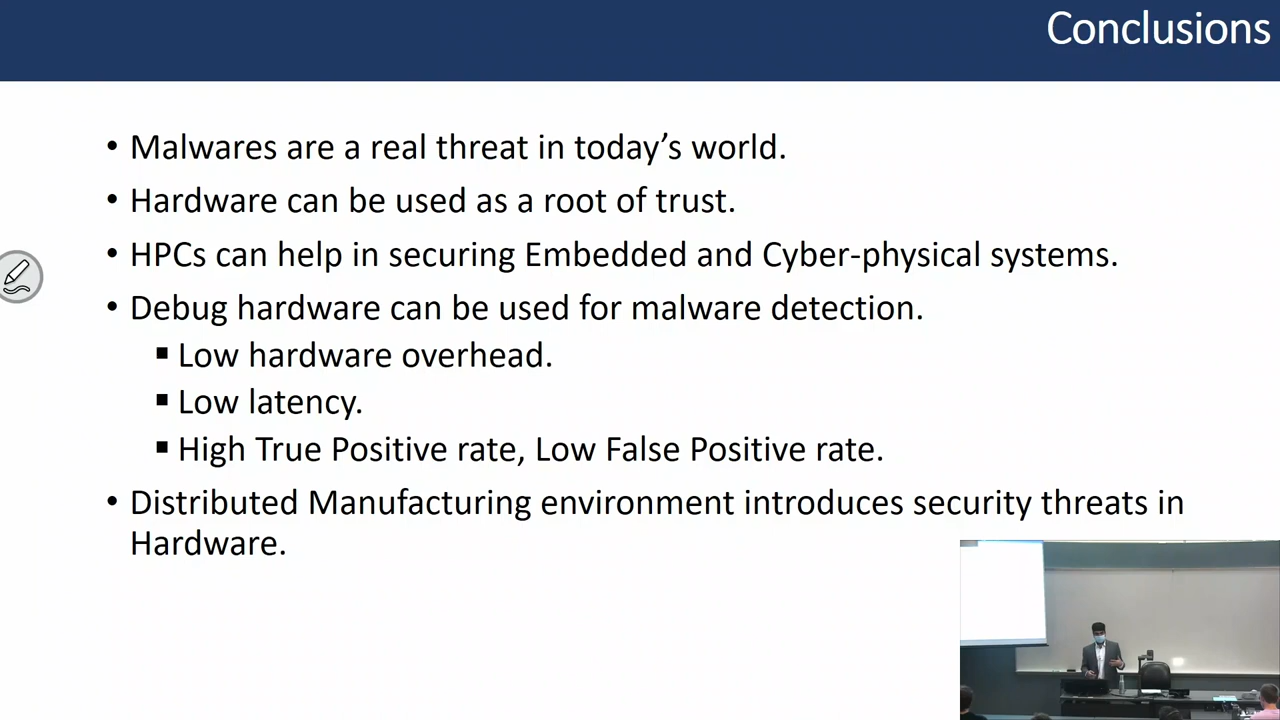 Conclusions
• Malwares are a real threat in today’s world.
• Hardware can be used as a root of trust.
• HPCs can help in securing Embedded and Cyber-physical systems.
• Debug hardware can be used for malware detection.
▪ Low hardware overhead.
▪ Low latency.
▪ High True Positive rate, Low False Positive rate.
• Distributed Manufacturing environment introduces security threats in
Hardware.